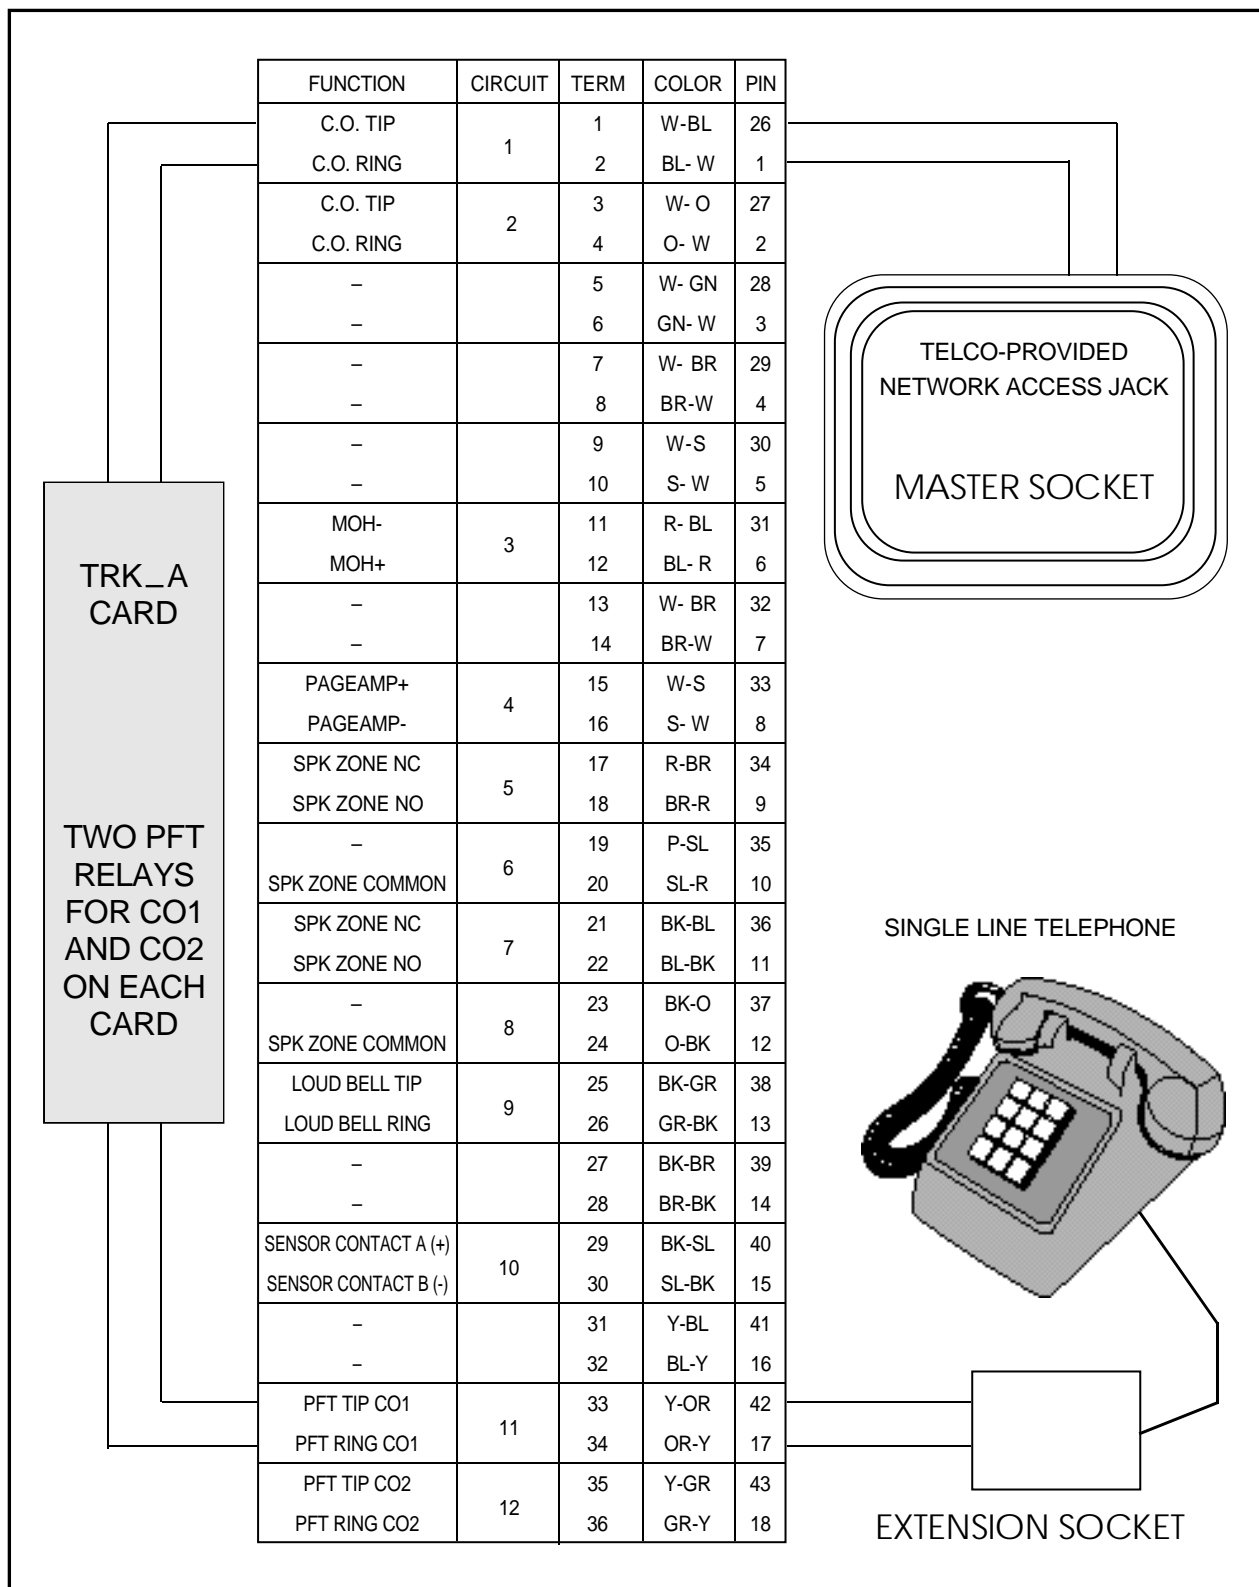 FUNCTION CIRCUIT TERM COLOR PIN
C.O. TIP 1 1 W-BL 26
C.O. RING 2 BL- W 1
C.O. TIP 2 3 W- O 27
C.O. RING 4 O- W 2
– 5 W- GN 28
– 6 GN- W 3
– 7 W- BR 29
– 8 BR-W 4
– 9 W-S 30
– 10 S- W 5
MOH- 3 11 R- BL 31
MOH+ 12 BL- R 6
– 13 W- BR 32
– 14 BR-W 7
PAGEAMP+ 4 15 W-S 33
PAGEAMP- 16 S- W 8
SPK ZONE NC 5 17 R-BR 34
SPK ZONE NO 18 BR-R 9
– 6 19 P-SL 35
SPK ZONE COMMON 20 SL-R 10
SPK ZONE NC 7 21 BK-BL 36
SPK ZONE NO 22 BL-BK 11
– 8 23 BK-O 37
SPK ZONE COMMON 24 O-BK 12
LOUD BELL TIP 9 25 BK-GR 38
LOUD BELL RING 26 GR-BK 13
– 27 BK-BR 39
– 28 BR-BK 14
SENSOR CONTACT A (+) 10 29 BK-SL 40
SENSOR CONTACT B (-) 30 SL-BK 15
– 31 Y-BL 41
– 32 BL-Y 16
PFT TIP CO1 11 33 Y-OR 42
PFT RING CO1 34 OR-Y 17
PFT TIP CO2 12 35 Y-GR 43
PFT RING CO2 36 GR-Y 18
TRK_A
CARD
TWO PFT
RELAYS
FOR CO1
AND CO2
ON EACH
CARD
TELCO-PROVIDED
NETWORK ACCESS JACK
MASTER SOCKET
SINGLE LINE TELEPHONE
EXTENSION SOCKET